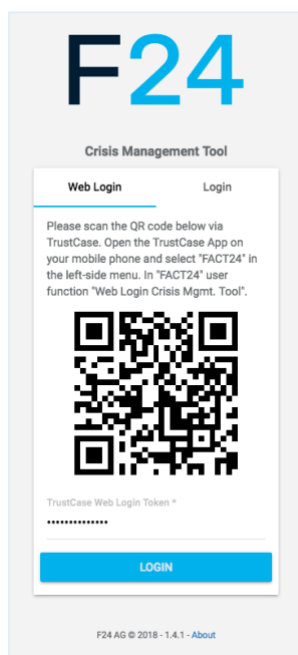 F24
Crisis Management Tool
Web Login Login
Please scan the QR code below via
TrustCase. Open the TrustCase App on
your mobile phone and select "FACT24" in
the left-side menu. In "FACT24" user
function "Web Login Crisis Mgmt. Tool".
TrustCase Web Login Token *
••••••••••••••
LOGIN
F24 AG © 2018 - 1.4.1 - About